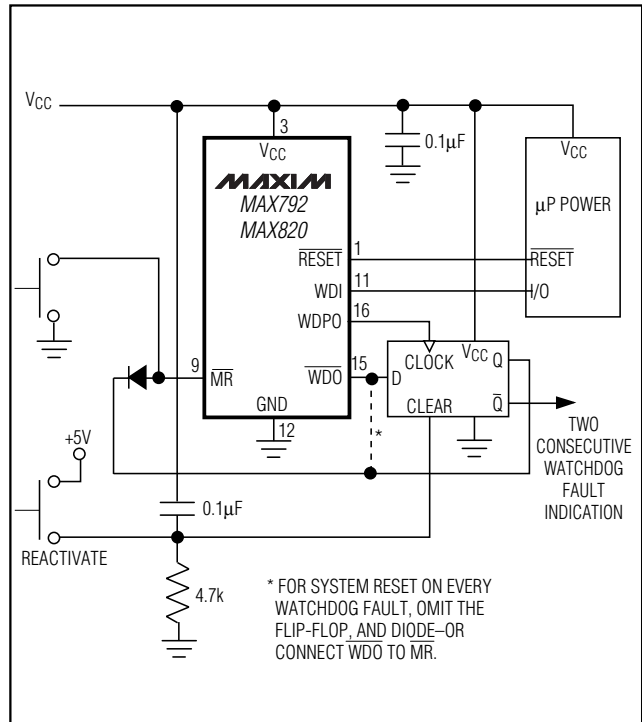 VCC
3
VCC
0.1µF
VCC
MAXIM
MAX792
MAX820
µP POWER
RESET
1
RESET
WDI
11
I/O
WDPO
16
9
MR
WDO
15
D
CLOCK
VCC
Q
CLEAR
Q
GND
12
*
TWO
CONSECUTIVE
WATCHDOG
FAULT
INDICATION
+5V
0.1µF
REACTIVATE
4.7k
* FOR SYSTEM RESET ON EVERY
WATCHDOG FAULT, OMIT THE
FLIP-FLOP, AND DIODE–OR
CONNECT WDO TO MR.